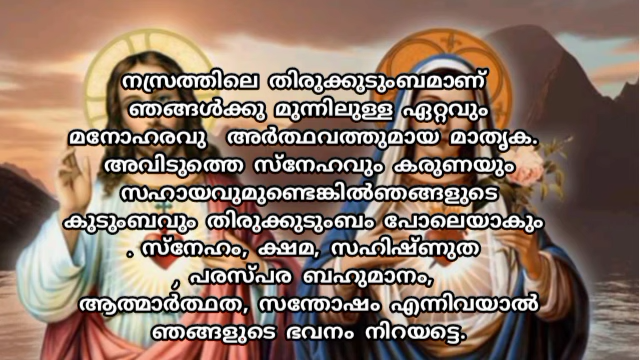 നസ്രത്തിലെ തിരുക്കുടുംബമാണ്
ഞങ്ങൾക്കു മുന്നിലുള്ള ഏറ്റവും
മനോഹരവു അർത്ഥവത്തുമായ മാതൃക.
അവിടുത്തെ സ്നേഹവും കരുണയും
സഹായവുമുണ്ടെങ്കിൽഞങ്ങളുടെ
കുടുംബവും തിരുക്കുടുംബം പോലെയാകും
. സ്നേഹം, ക്ഷമ, സഹിഷ്ണുത
, പരസ്പര ബഹുമാനം,
ആത്മാർത്ഥത, സന്തോഷം എന്നിവയാൽ
ഞങ്ങളുടെ ഭവനം നിറയട്ടെ.